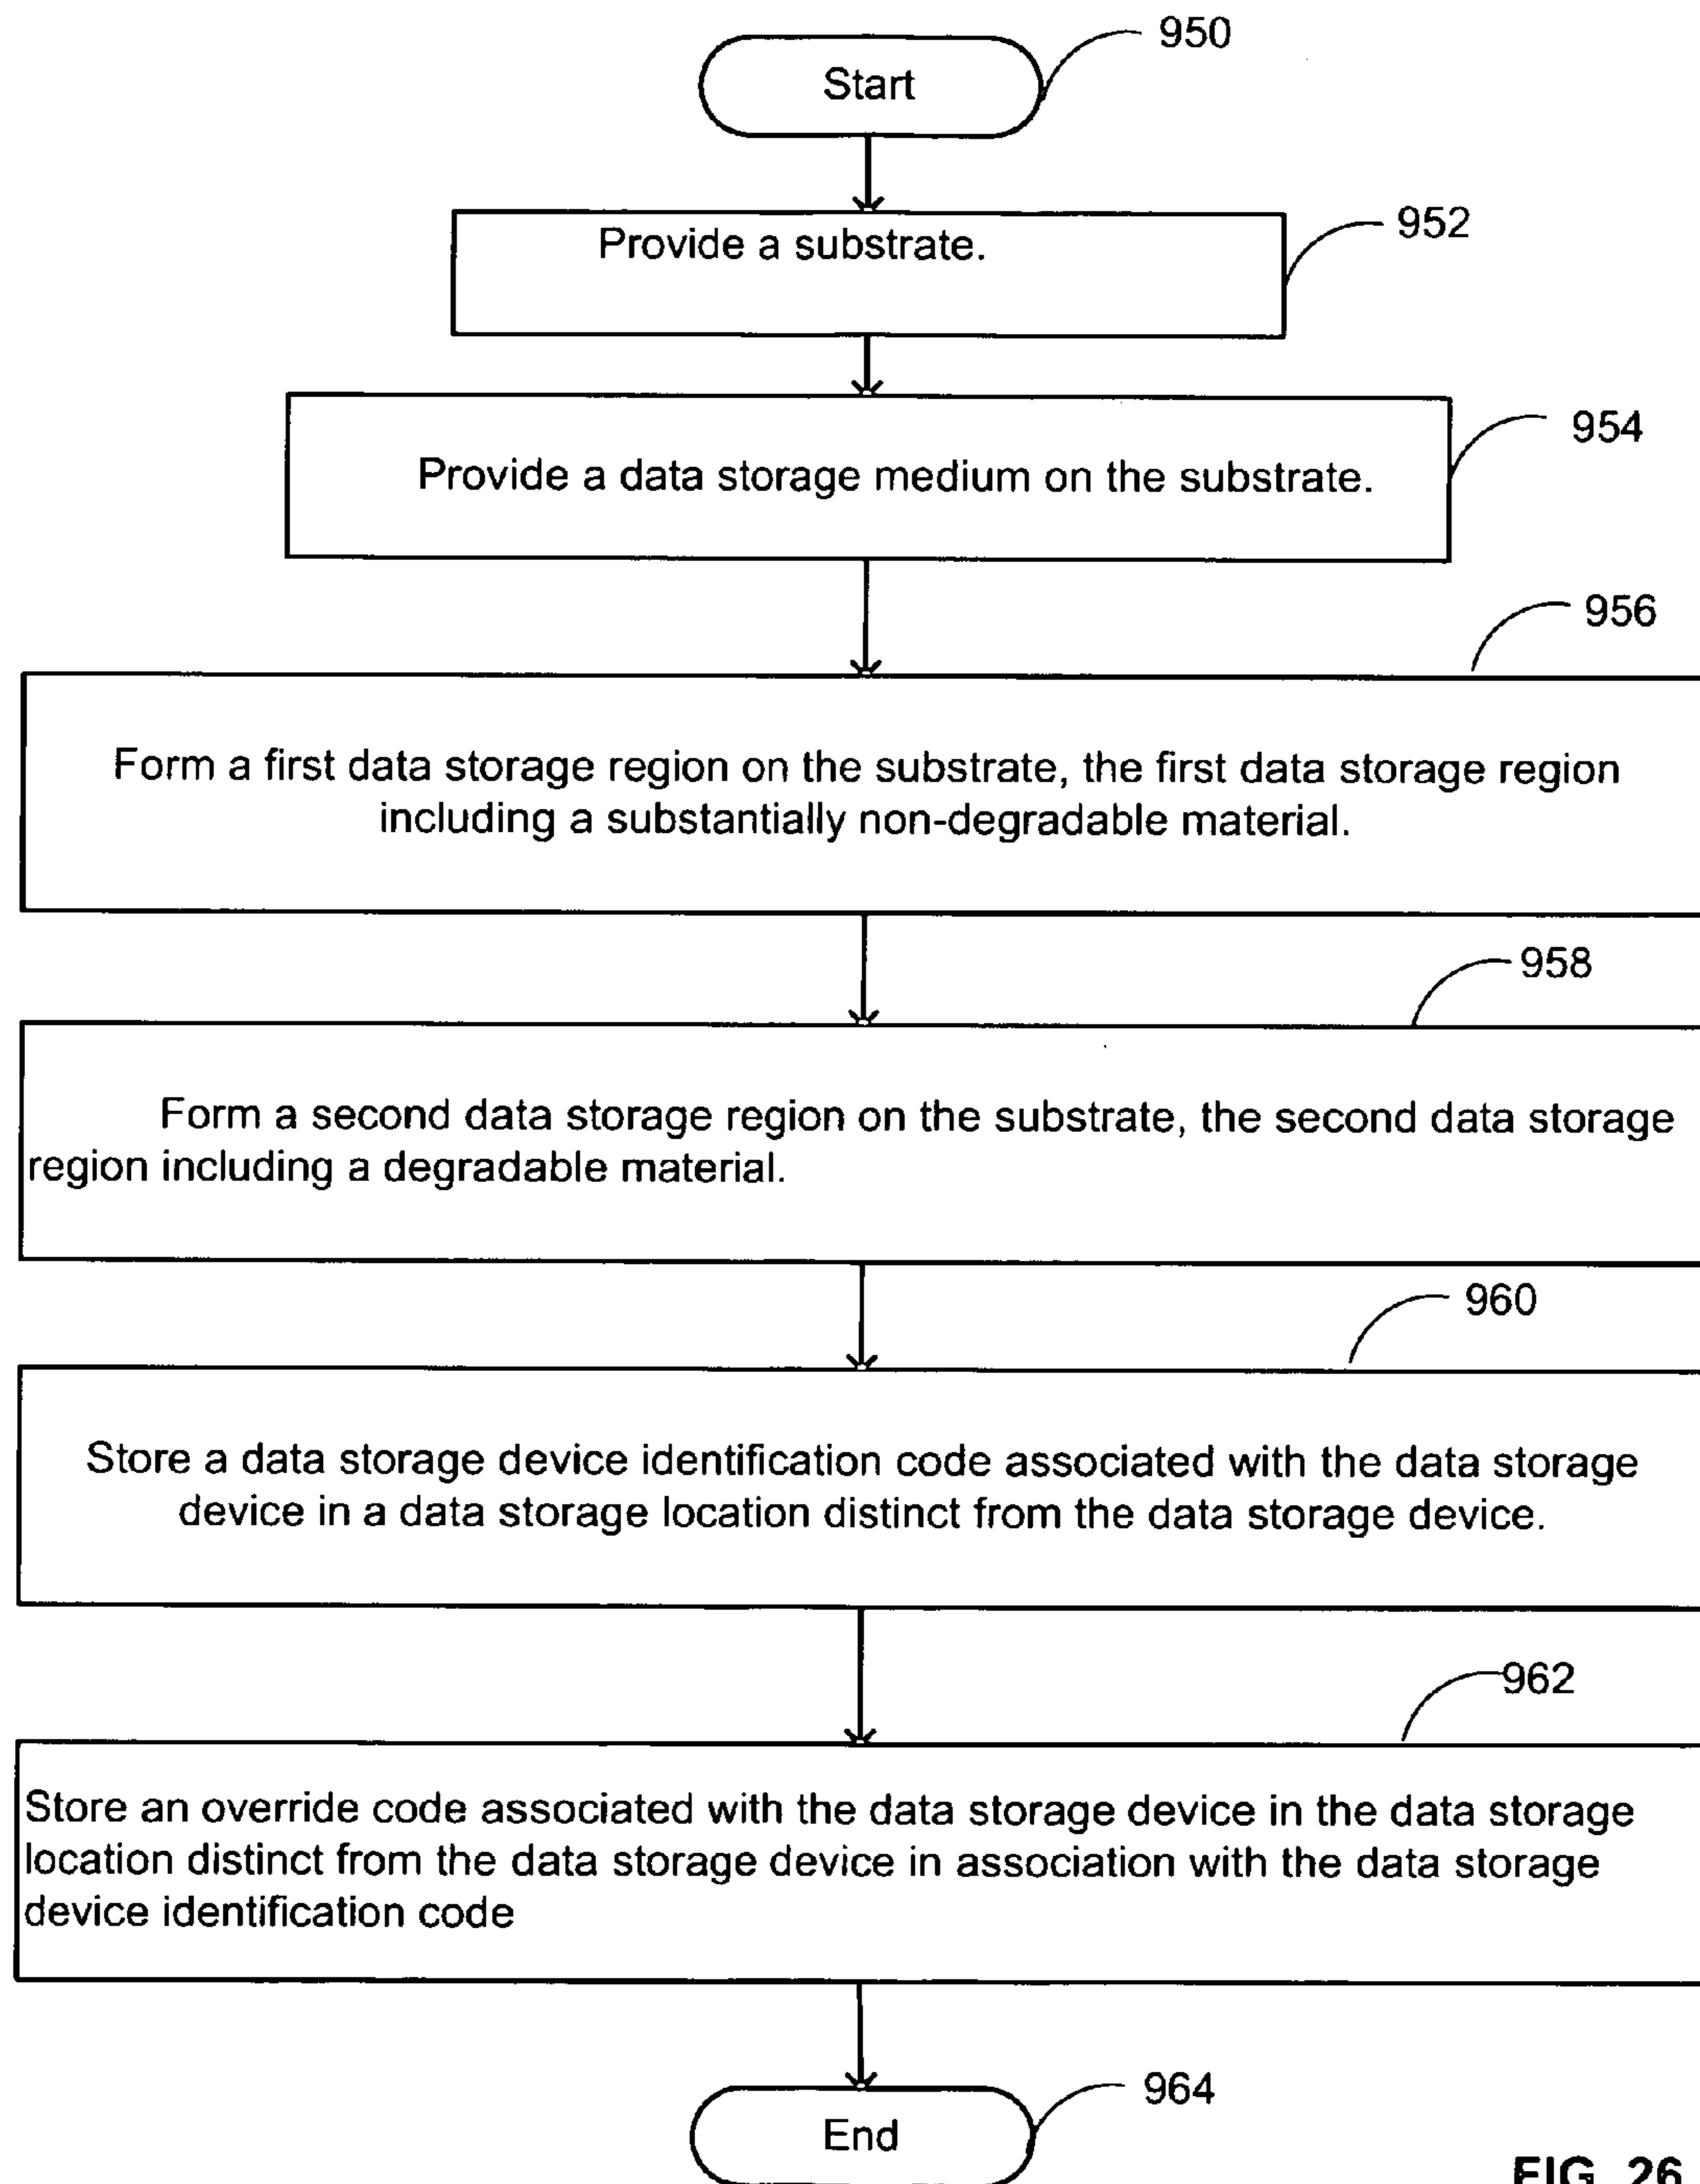 950
Start
952
Provide a substrate.
954
Provide a data storage medium on the substrate.
956
Form a first data storage region on the substrate, the first data storage region
including a substantially non-degradable material.
958
Form a second data storage region on the substrate, the second data storage
region including a degradable material.
960
Store a data storage device identification code associated with the data storage
device in a data storage location distinct from the data storage device.
962
Store an override code associated with the data storage device in the data storage
location distinct from the data storage device in association with the data storage
device identification code
964
End
FIG. 26